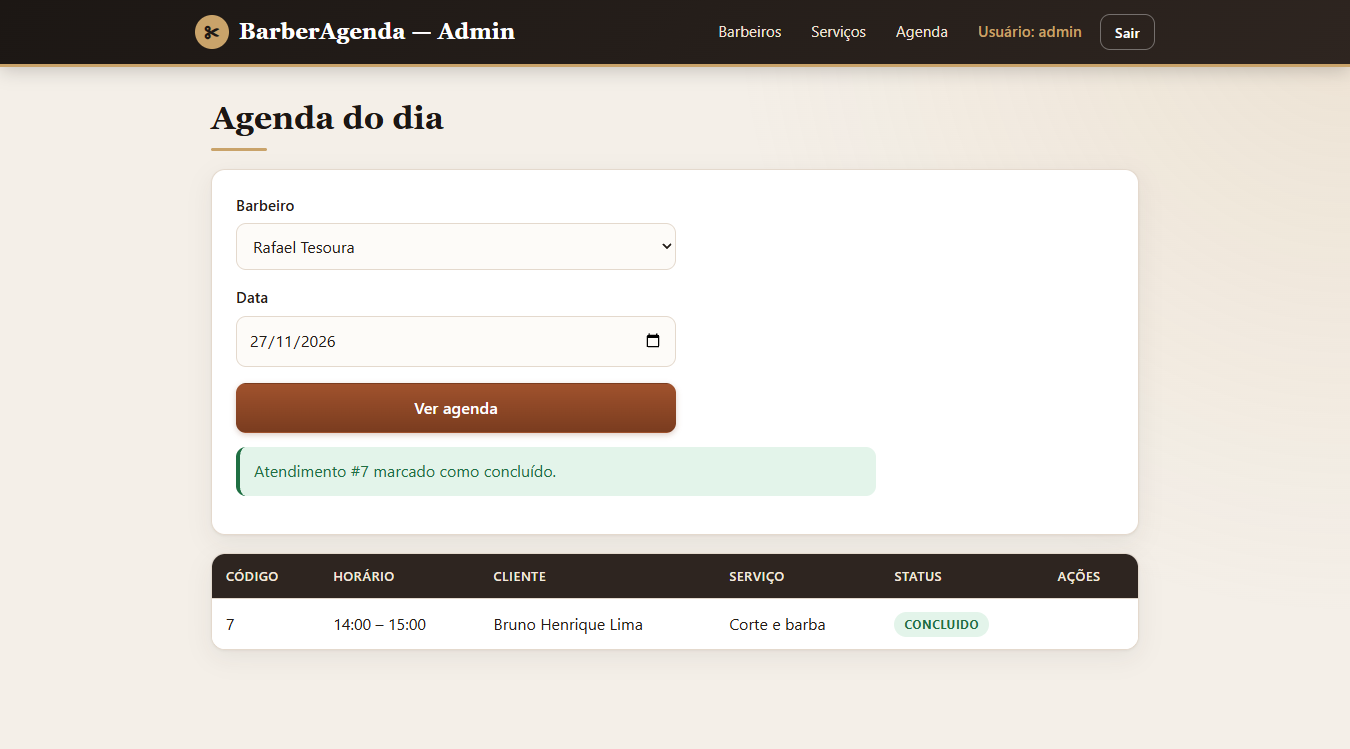 BarberAgenda — Admin
Barbeiros Serviços Agenda Usuário: admin Sair
Agenda do dia
Barbeiro
Rafael Tesoura
Data
27/11/2026
Ver agenda
Atendimento #7 marcado como concluído.
CÓDIGO HORÁRIO CLIENTE SERVIÇO STATUS AÇÕES
7 14:00 – 15:00 Bruno Henrique Lima Corte e barba CONCLUIDO